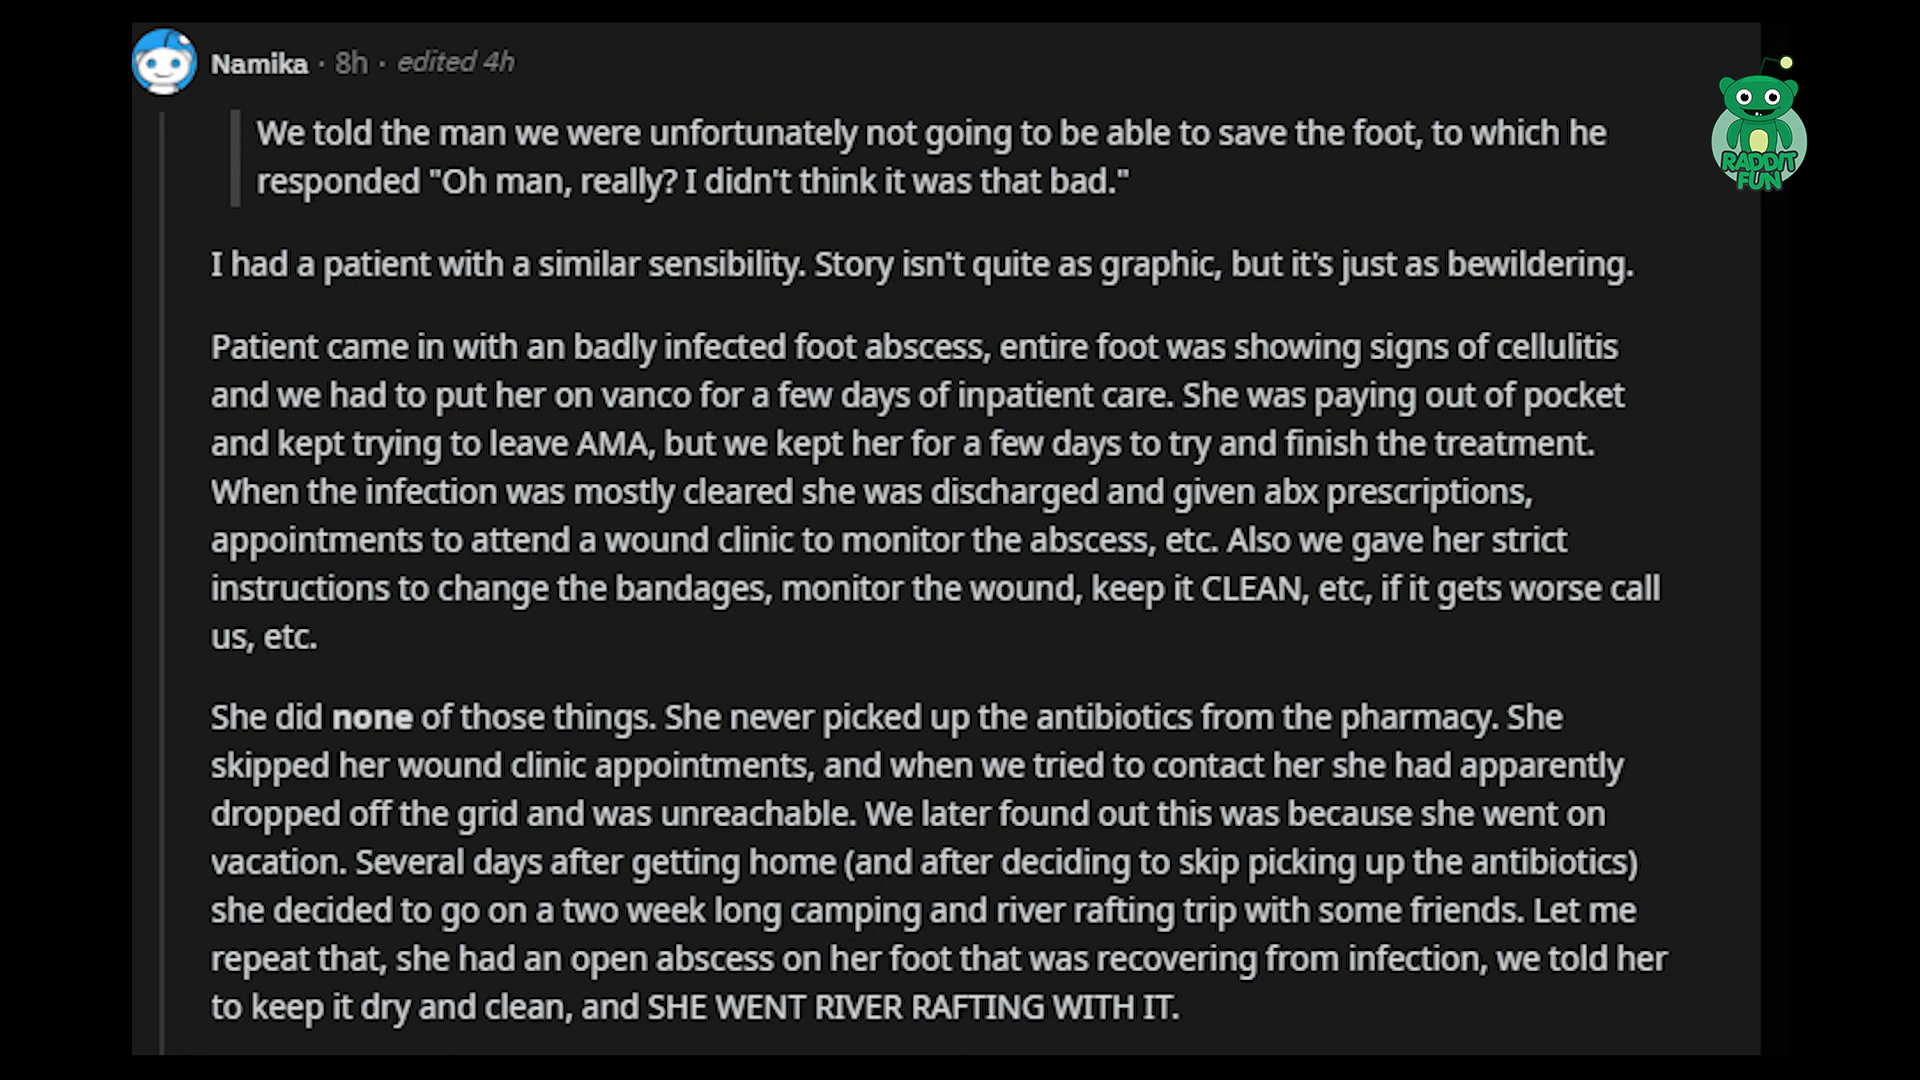 Namika · 8h · edited 4h
We told the man we were unfortunately not going to be able to save the foot, to which he
responded "Oh man, really? I didn't think it was that bad."
I had a patient with a similar sensibility. Story isn't quite as graphic, but it's just as bewildering.
Patient came in with an badly infected foot abscess, entire foot was showing signs of cellulitis
and we had to put her on vanco for a few days of inpatient care. She was paying out of pocket
and kept trying to leave AMA, but we kept her for a few days to try and finish the treatment.
When the infection was mostly cleared she was discharged and given abx prescriptions,
appointments to attend a wound clinic to monitor the abscess, etc. Also we gave her strict
instructions to change the bandages, monitor the wound, keep it CLEAN, etc, if it gets worse call
us, etc.
She did none of those things. She never picked up the antibiotics from the pharmacy. She
skipped her wound clinic appointments, and when we tried to contact her she had apparently
dropped off the grid and was unreachable. We later found out this was because she went on
vacation. Several days after getting home (and after deciding to skip picking up the antibiotics)
she decided to go on a two week long camping and river rafting trip with some friends. Let me
repeat that, she had an open abscess on her foot that was recovering from infection, we told her
to keep it dry and clean, and SHE WENT RIVER RAFTING WITH IT.
RADDIT
FUN